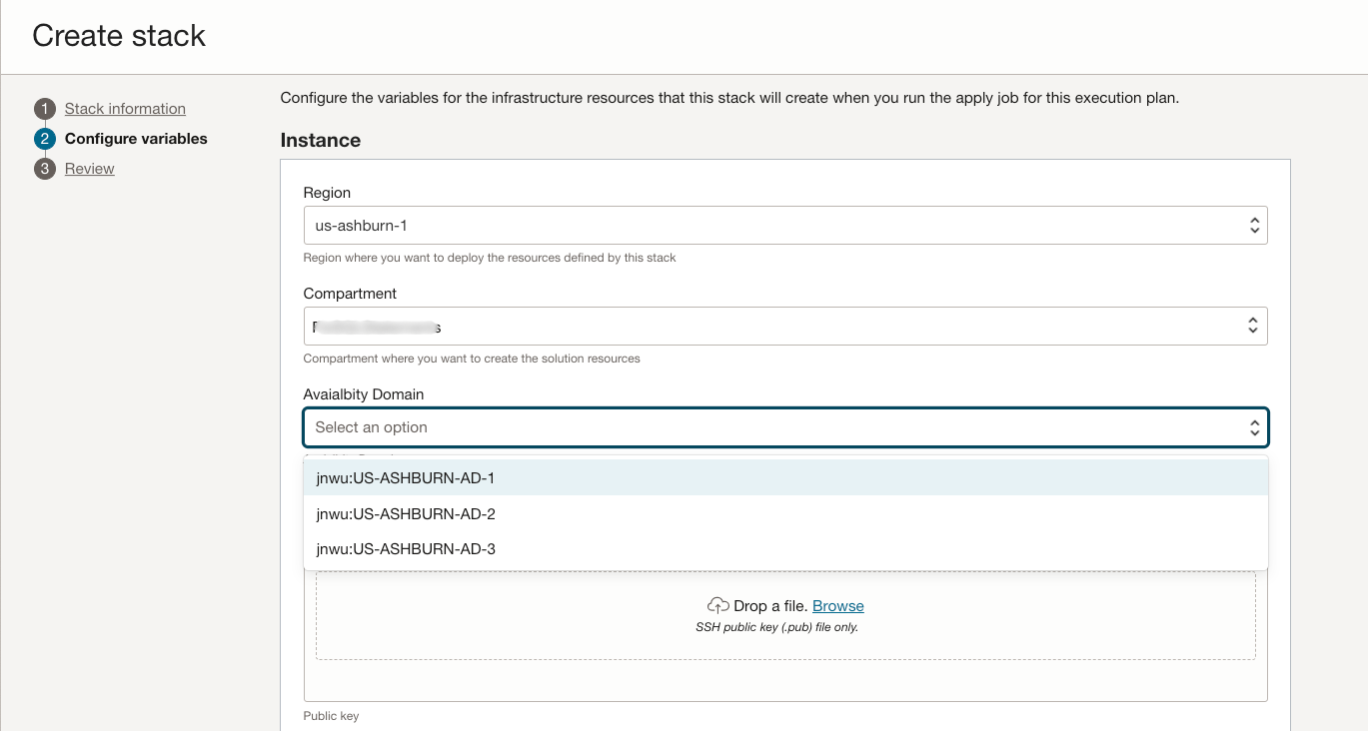 Create stack
1 Stack information
2 Configure variables
3 Review
Configure the variables for the infrastructure resources that this stack will create when you run the apply job for this execution plan.
Instance
Region
us-ashburn-1
Region where you want to deploy the resources defined by this stack
Compartment
Compartment where you want to create the solution resources
Avaialbity Domain
Select an option
jnwu:US-ASHBURN-AD-1
jnwu:US-ASHBURN-AD-2
jnwu:US-ASHBURN-AD-3
Drop a file. Browse
SSH public key (.pub) file only.
Public key